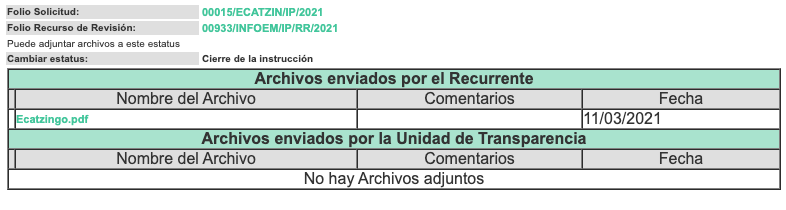 Folio Solicitud: 00015/ECATZIN/IP/2021
Folio Recurso de Revisión: 00933/INFOEM/IP/RR/2021
Puede adjuntar archivos a este estatus
Cambiar estatus: Cierre de la instrucción
Archivos enviados por el Recurrente
Nombre del Archivo Comentarios Fecha
Ecatzingo.pdf 11/03/2021
Archivos enviados por la Unidad de Transparencia
Nombre del Archivo Comentarios Fecha
No hay Archivos adjuntos